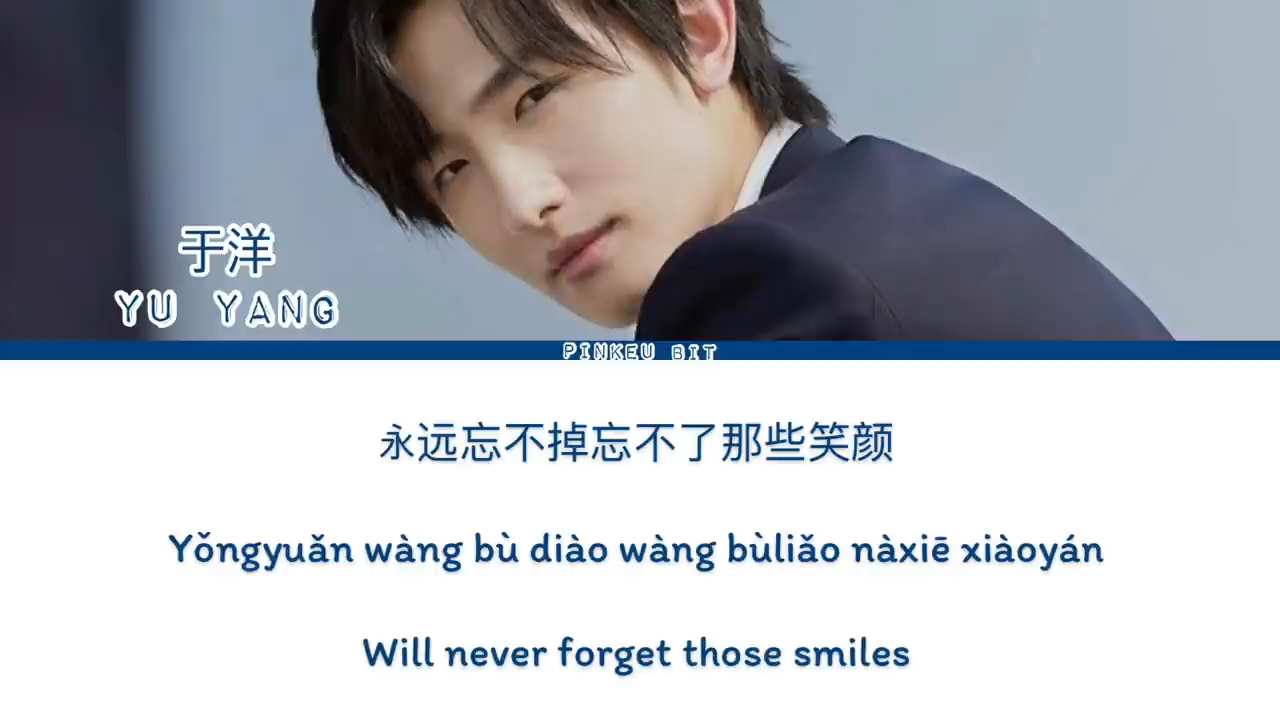 于洋
YU YANG
PINKEU BIT
永远忘不掉忘不了那些笑颜
Yǒngyuǎn wàng bù diào wàng bùliǎo nàxiē xiàoyán
Will never forget those smiles